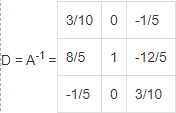 3/10 0 -1/5
D = A-1 = 8/5 1 -12/5
-1/5 0 3/10